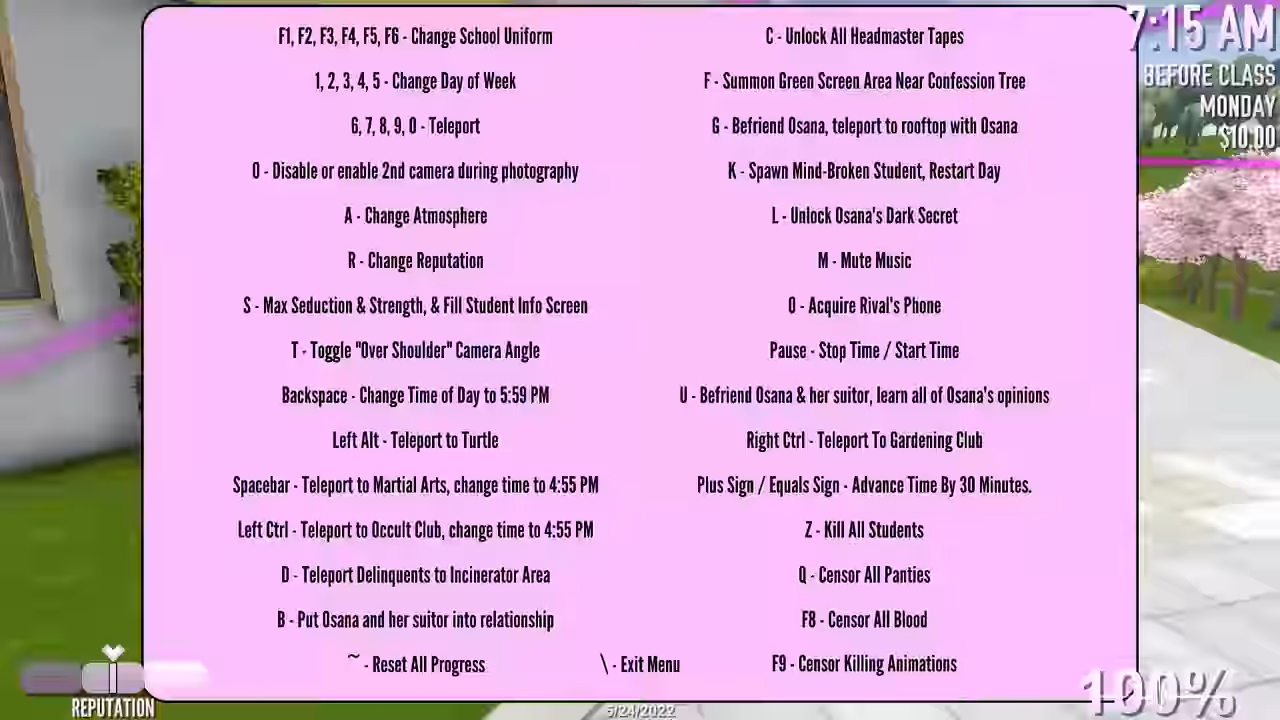 F1, F2, F3, F4, F5, F6 - Change School Uniform
1, 2, 3, 4, 5 - Change Day of Week
6, 7, 8, 9, 0 - Teleport
O - Disable or enable 2nd camera during photography
A - Change Atmosphere
R - Change Reputation
S - Max Seduction & Strength, & Fill Student Info Screen
T - Toggle "Over Shoulder" Camera Angle
Backspace - Change Time of Day to 5:59 PM
Left Alt - Teleport to Turtle
Spacebar - Teleport to Martial Arts, change time to 4:55 PM
Left Ctrl - Teleport to Occult Club, change time to 4:55 PM
D - Teleport Delinquents to Incinerator Area
B - Put Osana and her suitor into relationship
~ - Reset All Progress
\ - Exit Menu
C - Unlock All Headmaster Tapes
F - Summon Green Screen Area Near Confession Tree
G - Befriend Osana, teleport to rooftop with Osana
K - Spawn Mind-Broken Student, Restart Day
L - Unlock Osana's Dark Secret
M - Mute Music
O - Acquire Rival's Phone
Pause - Stop Time / Start Time
U - Befriend Osana & her suitor, learn all of Osana's opinions
Right Ctrl - Teleport To Gardening Club
Plus Sign / Equals Sign - Advance Time By 30 Minutes.
Z - Kill All Students
Q - Censor All Panties
F8 - Censor All Blood
F9 - Censor Killing Animations
7:15 AM
BEFORE CLASS
MONDAY
$10.00
REPUTATION
5/24/2022
100%